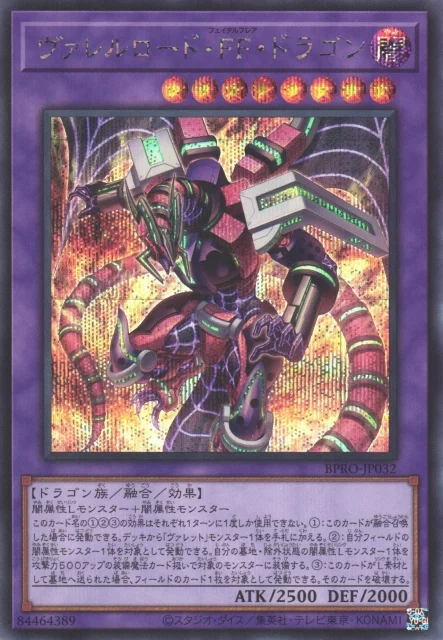 フェイタルフレア
ヴァレルロード・FF・ドラゴン
闇
BPRO-JP032
【ドラゴン族／融合／効果】
闇属性Lモンスター＋闇属性モンスター
このカード名の①②③の効果はそれぞれ1ターンに1度しか使用できない。①：このカードが融合召喚
した場合に発動できる。デッキから「ヴァレット」モンスター1体を手札に加える。②：自分フィールドの
闇属性モンスター1体を対象として発動できる。自分の墓地・除外状態の闇属性Lモンスター1体を
攻撃力500アップの装備魔法カード扱いで対象のモンスターに装備する。③：このカードがL素材と
して墓地へ送られた場合、フィールドのカード1枚を対象として発動できる。そのカードを破壊する。
ATK/2500 DEF/2000
84464389
©スタジオ・ダイス／集英社・テレビ東京・KONAMI